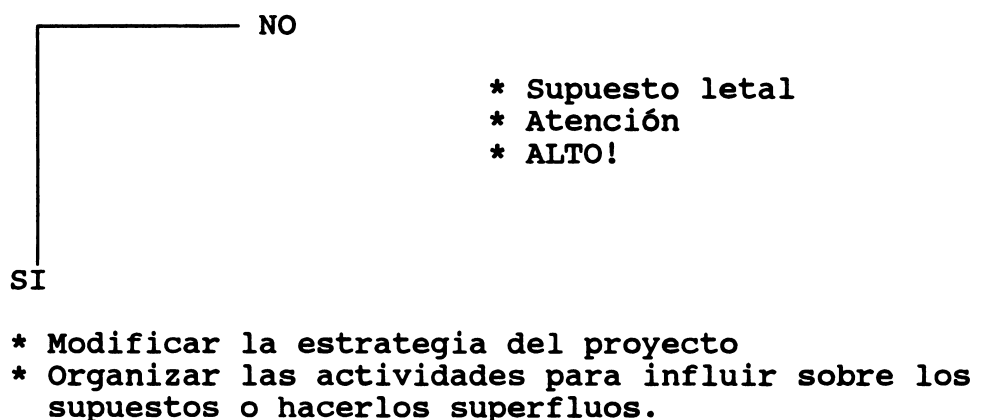 NO
* Supuesto letal
* Atención
* ALTO!
SI
* Modificar la estrategia del proyecto
* Organizar las actividades para influir sobre los
supuestos o hacerlos superfluos.